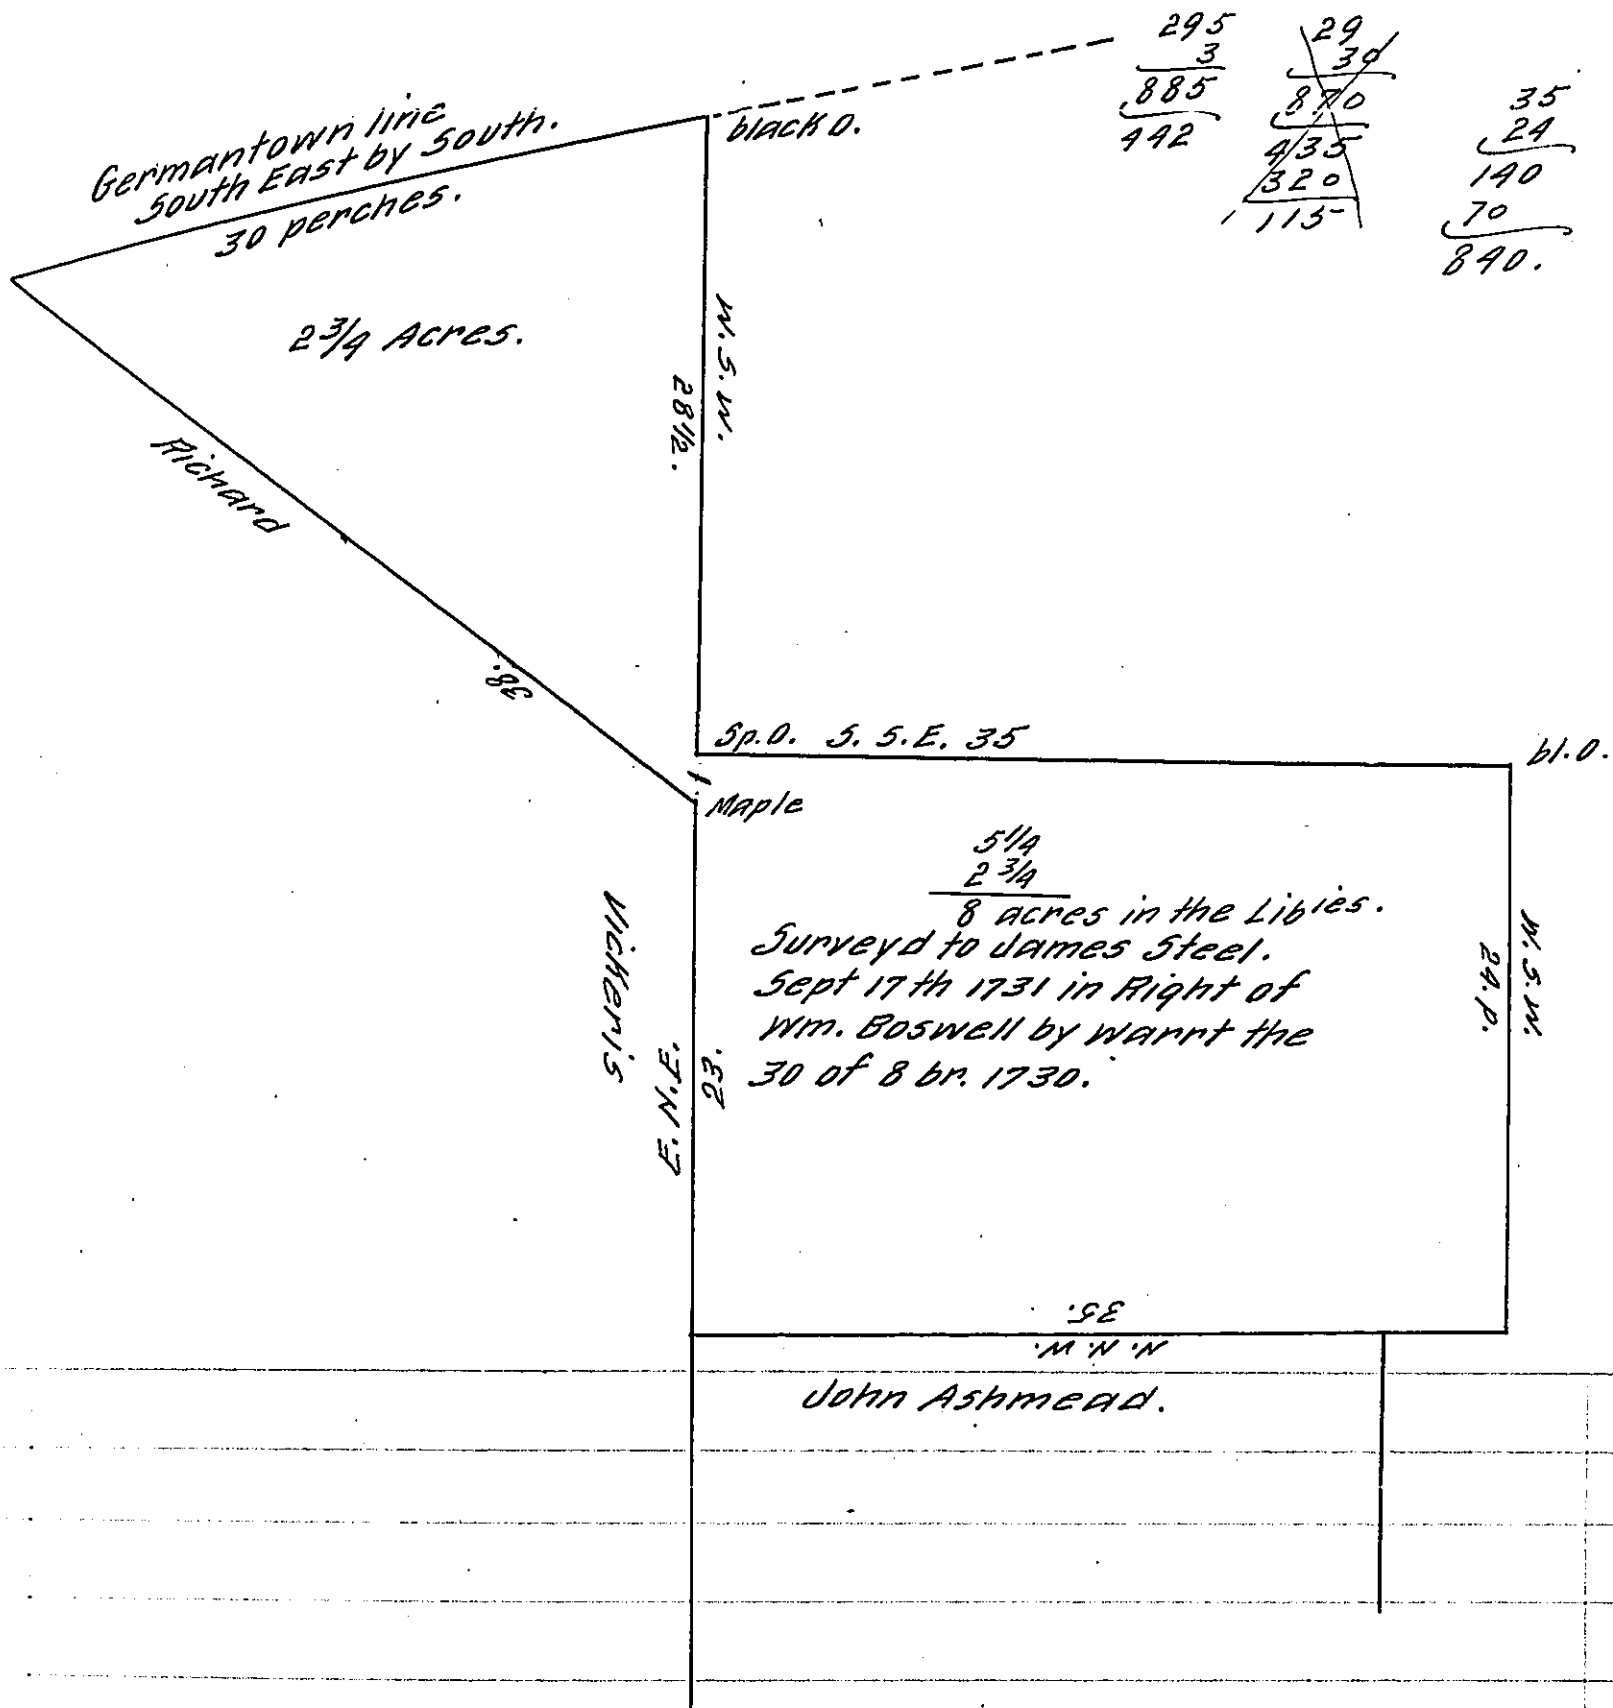 295
3
885
442
29
30
870
435
320
1 115
35
24
140
70
840.
Germantown line
South East by South.
30 perches.
black O.
2 3/4 Acres.
W. S. W.
28 1/2.
Richard
38.
Sp. O. S. S. E. 35
bl. O.
1
Maple
5 1/4
2 3/4
8 acres in the Libies.
Surveyd to James Steel.
Sept 17th 1731 in Right of
Wm. Boswell by Warrt the
30 of 8 br. 1730.
Vickeris
E. N. E.
23.
W. S. W.
24. p.
35.
N. N. W.
John Ashmead.